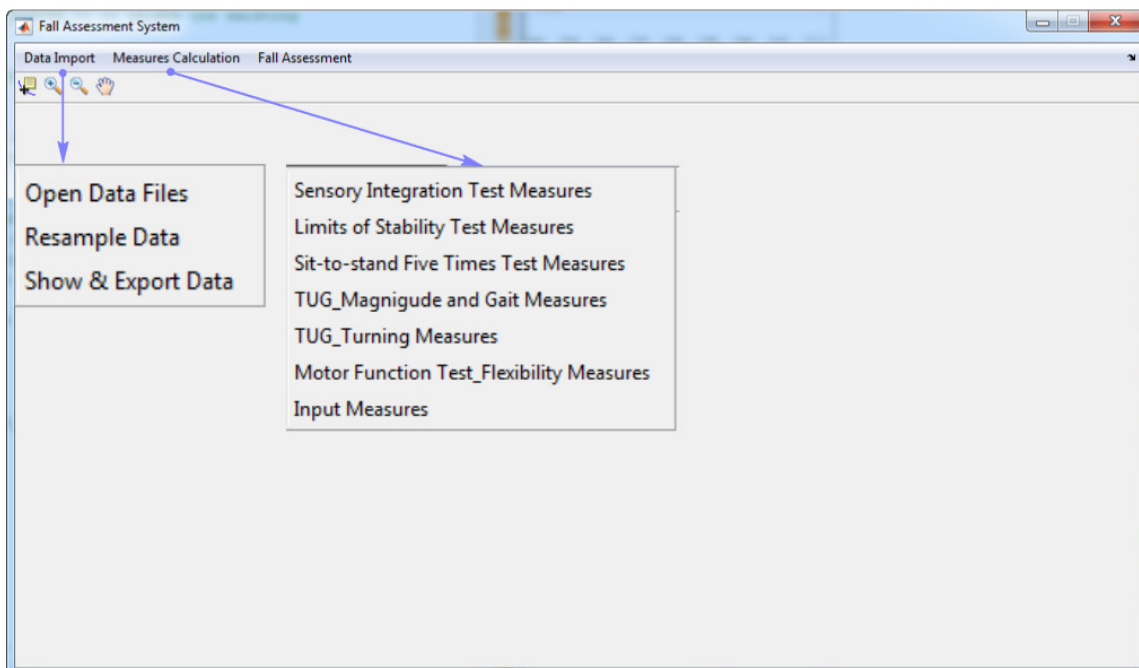 Fall Assessment System
Data Import Measures Calculation Fall Assessment
Open Data Files
Resample Data
Show & Export Data
Sensory Integration Test Measures
Limits of Stability Test Measures
Sit-to-stand Five Times Test Measures
TUG_Magnigude and Gait Measures
TUG_Turning Measures
Motor Function Test_Flexibility Measures
Input Measures